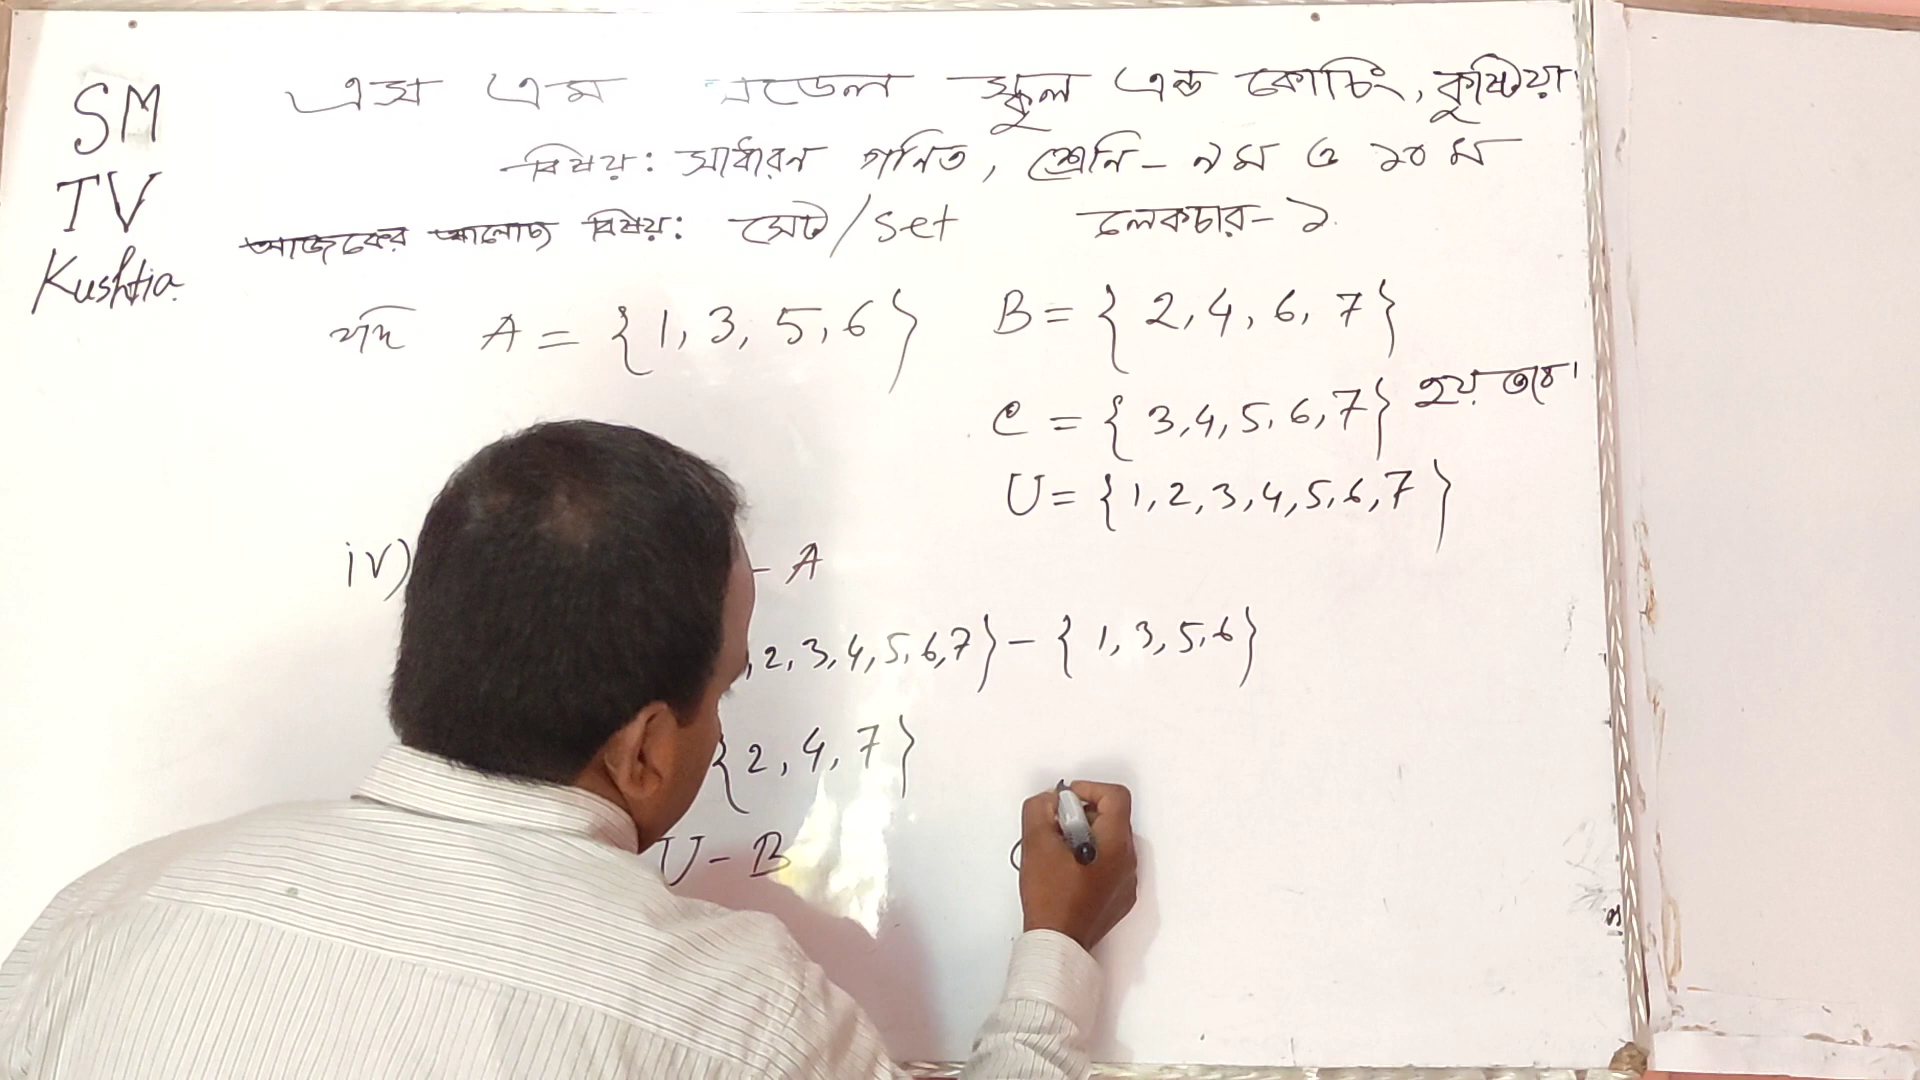 SM
TV
Kushtia.
এস এম মডেল স্কুল এন্ড কোচিং, কুষ্টিয়া।
বিষয়: সাধারন গনিত, শ্রেনি- ৯ম ও ১০ম
আজকের আলোচ্য বিষয়: সেট/set লেকচার- ১.
যদি A = {1, 3, 5, 6} B = {2, 4, 6, 7}
C = {3,4,5,6,7} হয় তবে।
U = {1,2,3,4,5,6,7}
iv) - A
, 2, 3, 4, 5, 6, 7} - {1, 3, 5, 6}
{2, 4, 7}
U - B